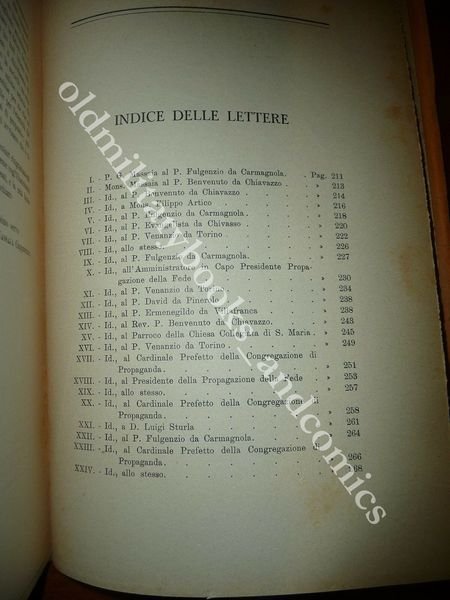 INDICE DELLE LETTERE
I. - P. G. Massaia al P. Fulgenzio da Carmagnola. Pag. 211
II. - Mons. Massaia al P. Benvenuto da Chiavazzo . » 213
III. - Id., al P. Benvenuto da Chiavazzo . . . » 214
IV. - Id., a Mons. Filippo Artico . . . . » 216
V. - Id., al P. Fulgenzio da Carmagnola . . . » 218
VI. - Id., al P. Evangelista da Chivasso . . . » 220
VII. - Id., al P. Venanzio da Torino . . . . » 222
VIII. - Id., allo stesso. . . . . . . » 226
IX. - Id., al P. Fulgenzio da Carmagnola. . . » 227
X. - Id., all'Amministratore in Capo Presidente Propa-
gazione della Fede . . . . . » 230
XI. - Id., al P. Venanzio da Torino. . . . » 234
XII. - Id., al P. David da Pinerolo . . . . » 238
XIII. - Id., al P. Ermenegildo da Villafranca . . » 238
XIV. - Id., al Rev. P. Benvenuto da Chiavazzo. . » 243
XV. - Id., al Parroco della Chiesa Collegiata di S. Maria . » 245
XVI. - Id., al P. Venanzio da Torino . . . . » 249
XVII. - Id., al Cardinale Prefetto della Congregazione di
Propaganda . . . . . . » 251
XVIII. - Id., al Presidente della Propagazione della Fede » 253
XIX. - Id., allo stesso. . . . . . . » 257
XX. - Id., al Cardinale Prefetto della Congregazione di
Propaganda. . . . . . . » 258
XXI. - Id., a D. Luigi Sturla . . . . . » 261
XXII. - Id., al P. Fulgenzio da Carmagnola. . . » 264
XXIII. - Id., al Cardinale Prefetto della Congregazione di
Propaganda . . . . . . » 266
XXIV. - Id., allo stesso. . . . . . . » 268
oldmilitarybooks_andcomics